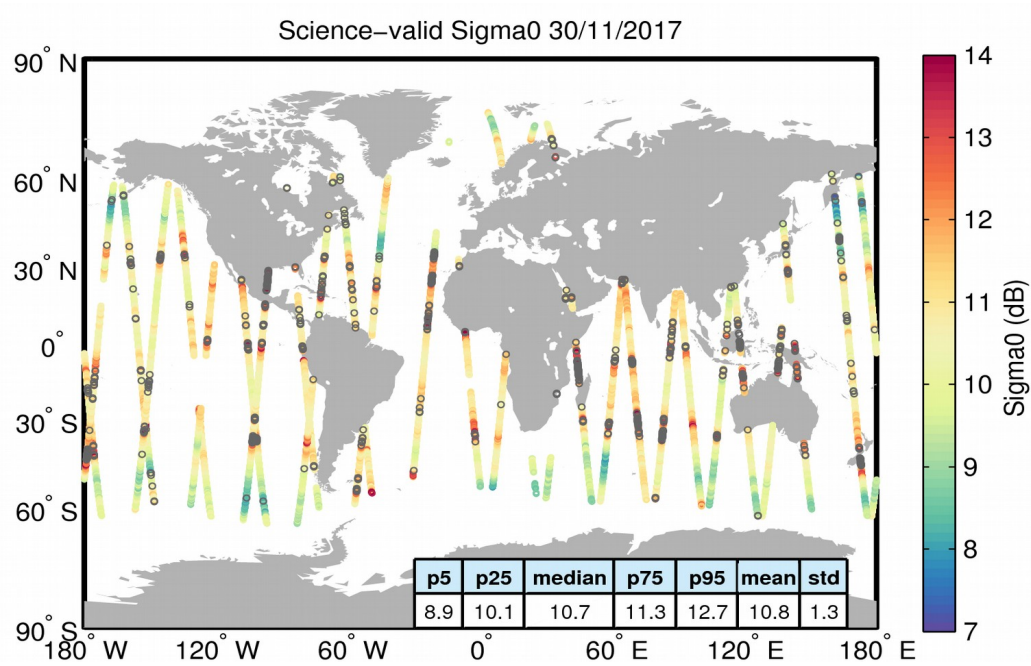 Science−valid Sigma0 30/11/2017
90° N
60° N
30° N
0°
30° S
60° S
90° S
180° W 120° W 60° W 0° 60° E 120° E 180° E
14
13
12
11
10
9
8
7
Sigma0 (dB)
p5 p25 median p75 p95 mean std
8.9 10.1 10.7 11.3 12.7 10.8 1.3